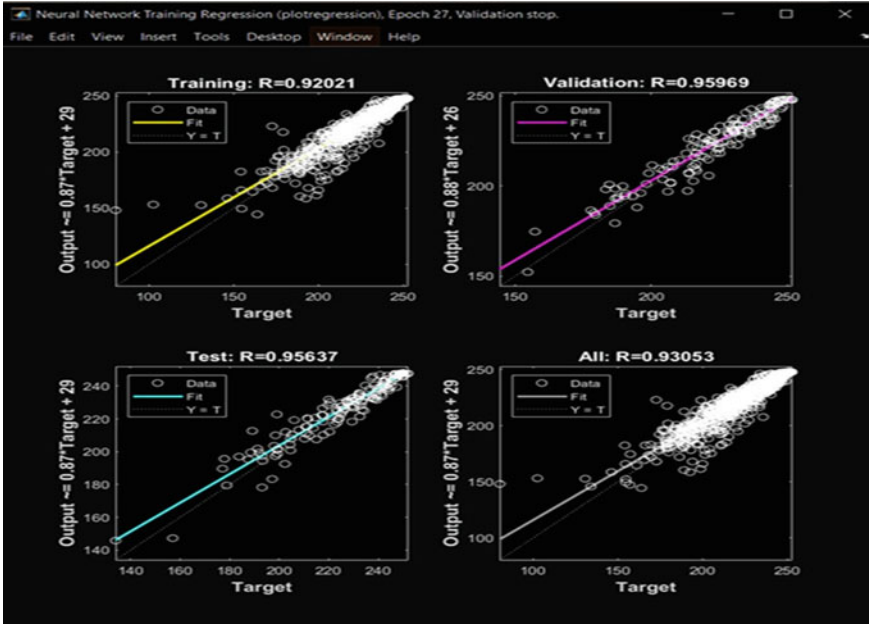 Neural Network Training Regression (plotregression), Epoch 27, Validation stop.
File Edit View Insert Tools Desktop Window Help
Training: R=0.92021
Output ~= 0.87*Target + 29
250
200
150
100
Data
Fit
Y = T
100 150 200 250
Target
Validation: R=0.95969
Output ~= 0.88*Target + 26
250
200
150
Data
Fit
Y = T
150 200 250
Target
Test: R=0.95637
Output ~= 0.87*Target + 29
240
220
200
180
160
140
Data
Fit
Y = T
140 160 180 200 220 240
Target
All: R=0.93053
Output ~= 0.87*Target + 29
250
200
150
100
Data
Fit
Y = T
100 150 200 250
Target